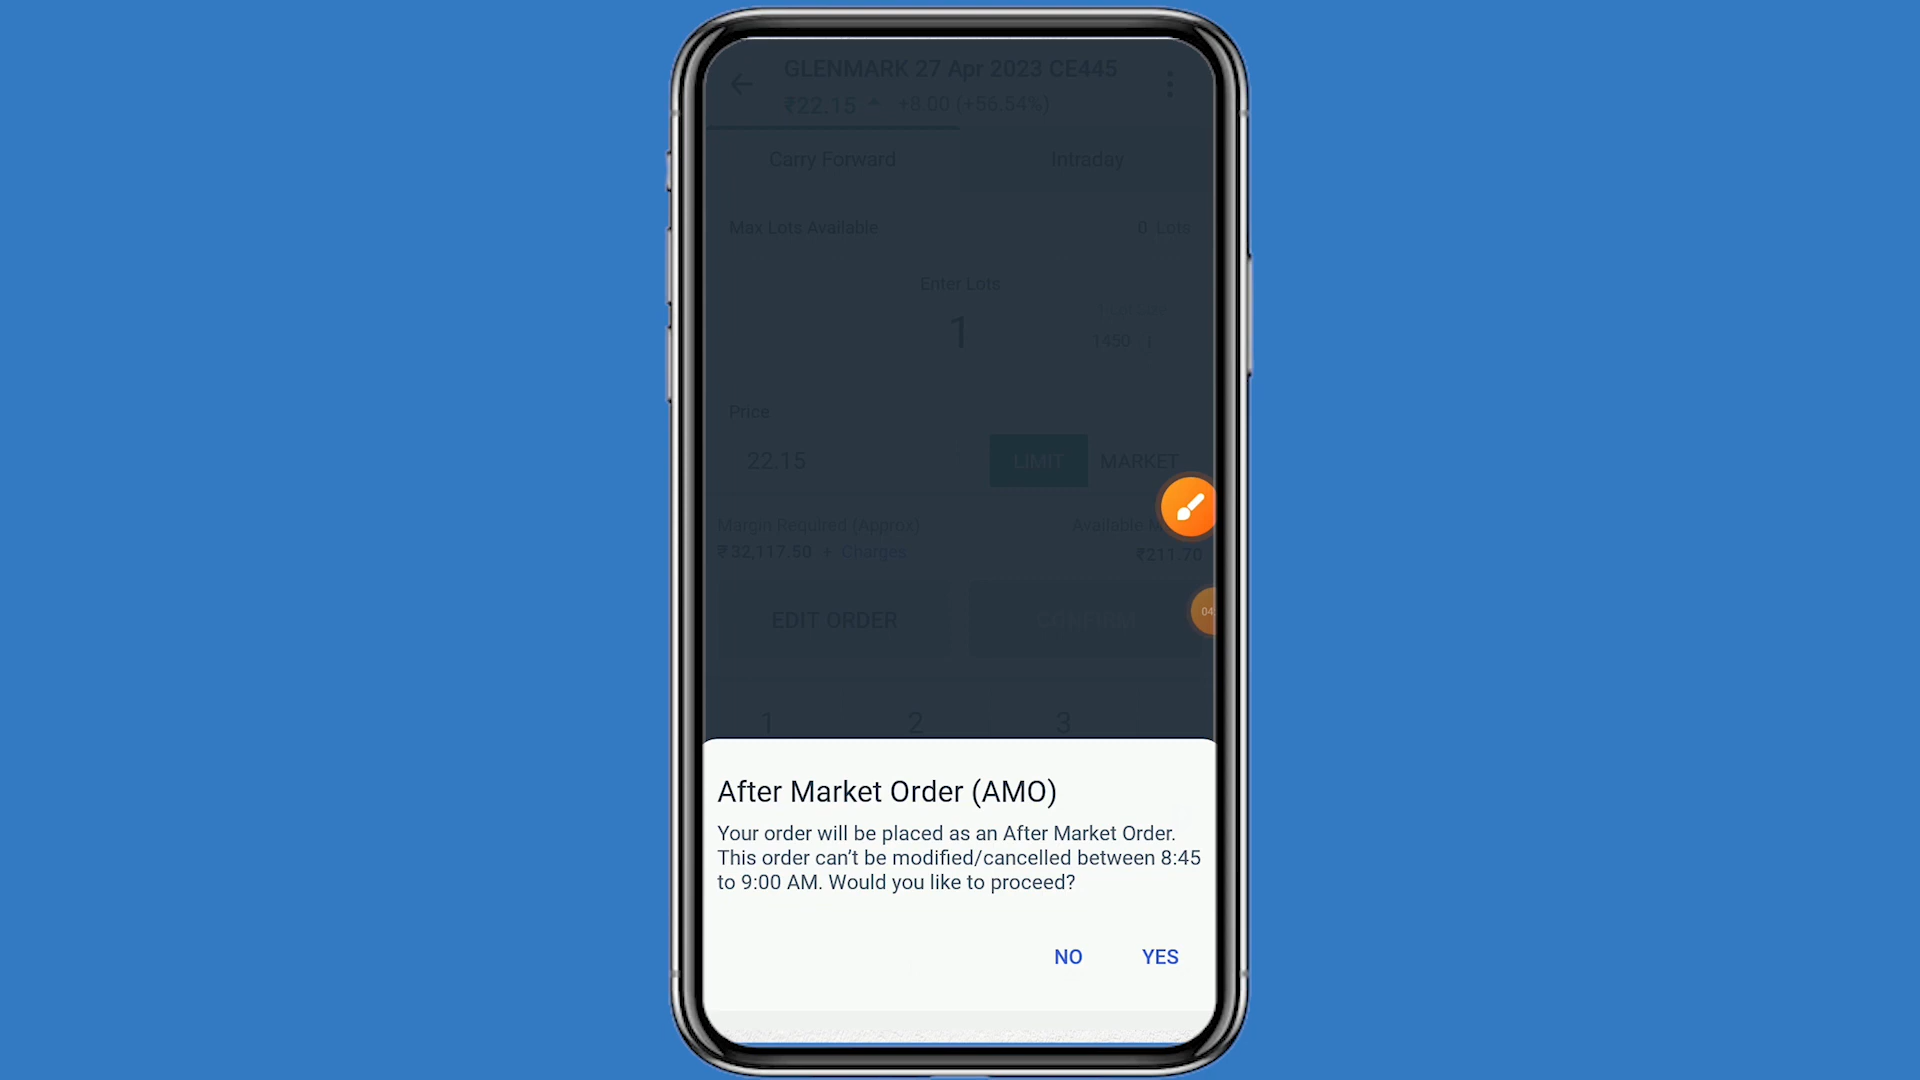 GLENMARK 27 Apr 2023 CE445
₹22.15 +8.00 (+56.54%)
Carry Forward Intraday
Max Lots Available 0 Lots
Enter Lots
1
1450
Price
22.15 LIMIT MARKET
Margin Required (Approx) Available
₹32,117.50 + Charges ₹211.70
04
EDIT ORDER CONFIRM
1 2 3
After Market Order (AMO)
Your order will be placed as an After Market Order.
This order can’t be modified/cancelled between 8:45
to 9:00 AM. Would you like to proceed?
NO YES